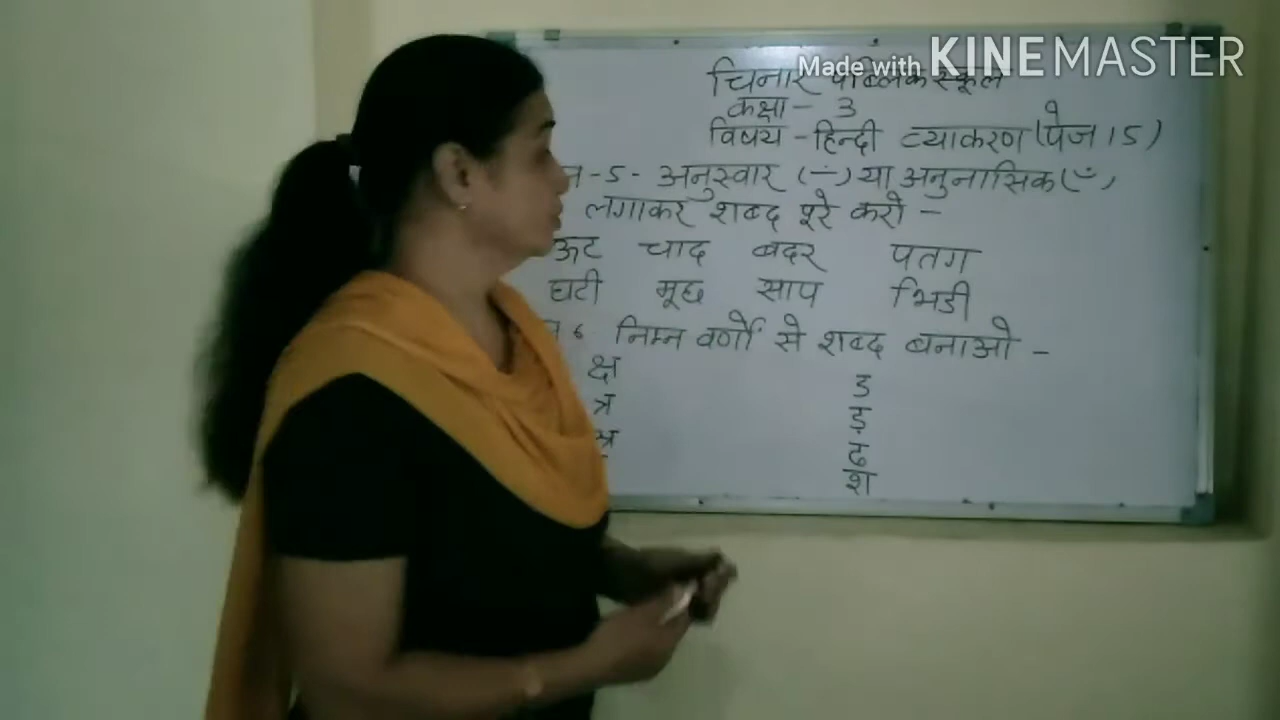 Made with KINEMASTER
चिनार पब्लिक स्कूल
कक्षा - 3
विषय - हिन्दी व्याकरण (पेज 15)
- 5 - अनुस्वार (-ं) या अनुनासिक (ँ)
लगाकर शब्द पूरे करो -
ऊट चाद बदर पतग
घटी मूछ साप भिडी
6 निम्न वर्णों से शब्द बनाओ -
क्ष ड
त्र ड़
ढ़
श